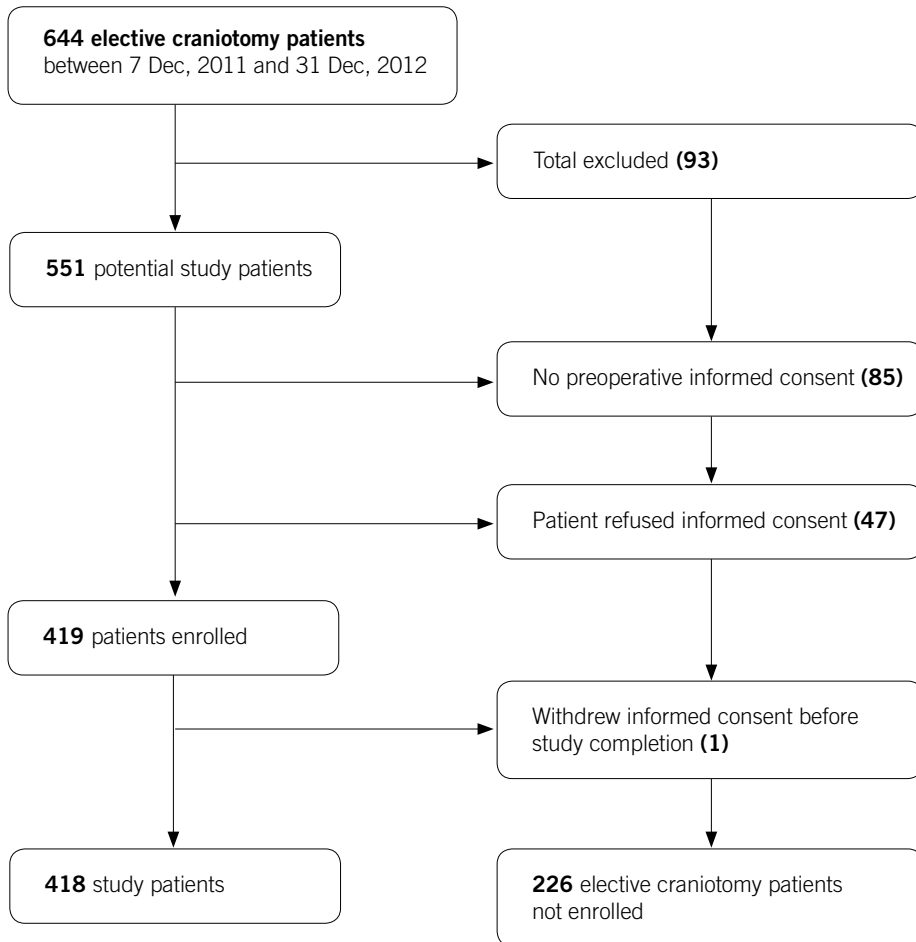 644 elective craniotomy patients
between 7 Dec, 2011 and 31 Dec, 2012
Total excluded (93)
551 potential study patients
No preoperative informed consent (85)
Patient refused informed consent (47)
419 patients enrolled
Withdrew informed consent before
study completion (1)
418 study patients
226 elective craniotomy patients
not enrolled